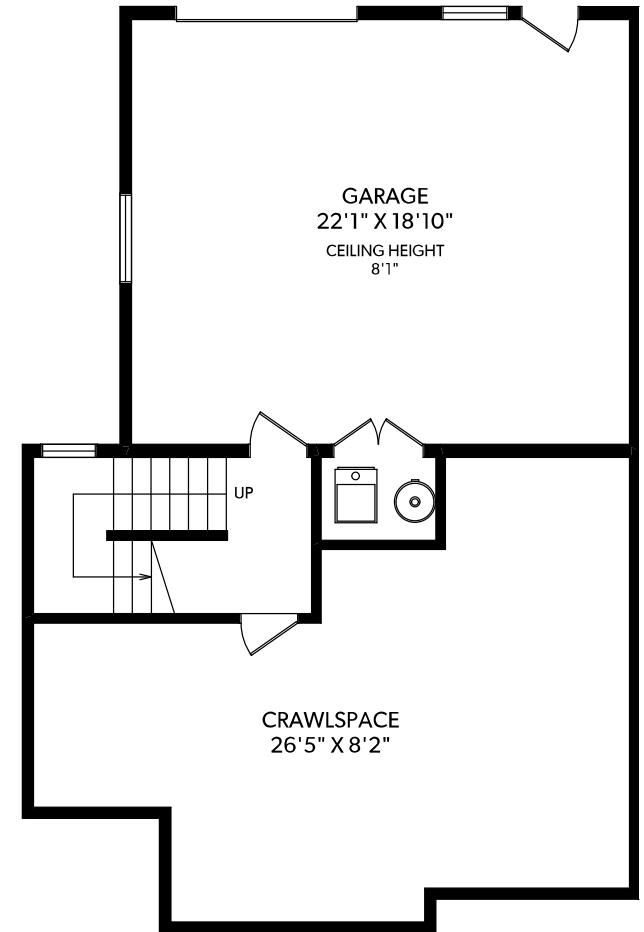 GARAGE
22'1" X 18'10"
CEILING HEIGHT
8'1"
UP
CRAWLSPACE
26'5" X 8'2"